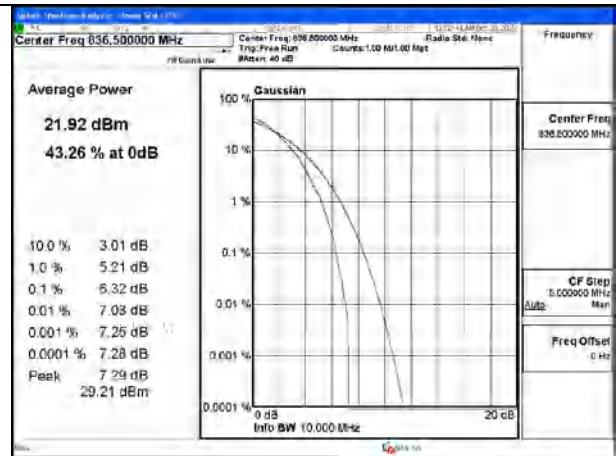 Center Freq 836.500000 MHz
Center Freq: 836.500000 MHz
Radio Std: None
Trig: Free Run
Counts:1.00 M/1.00 Mpt
#Atten: 40 dB
Frequency
Average Power
21.92 dBm
43.26 % at 0dB
10.0 % 3.01 dB
1.0 % 5.21 dB
0.1 % 6.32 dB
0.01 % 7.03 dB
0.001 % 7.25 dB
0.0001 % 7.28 dB
Peak 7.29 dB
29.21 dBm
Gaussian
100 %
10 %
1 %
0.1 %
0.01 %
0.001 %
0.0001 %
0 dB
20 dB
Info BW 10.000 MHz
Center Freq
836.500000 MHz
CF Step
5.000000 MHz
Auto Man
Freq Offset
0 Hz